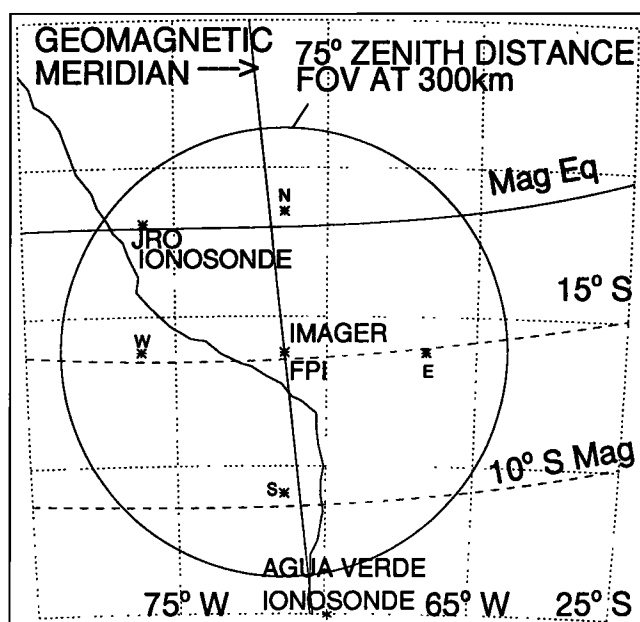 GEOMAGNETIC
MERIDIAN
75° ZENITH DISTANCE
FOV AT 300km
Mag Eq
N
JRO
IONOSONDE
15° S
W
IMAGER
FPI
E
S
10° S Mag
AGUA VERDE
IONOSONDE
75° W
65° W
25° S